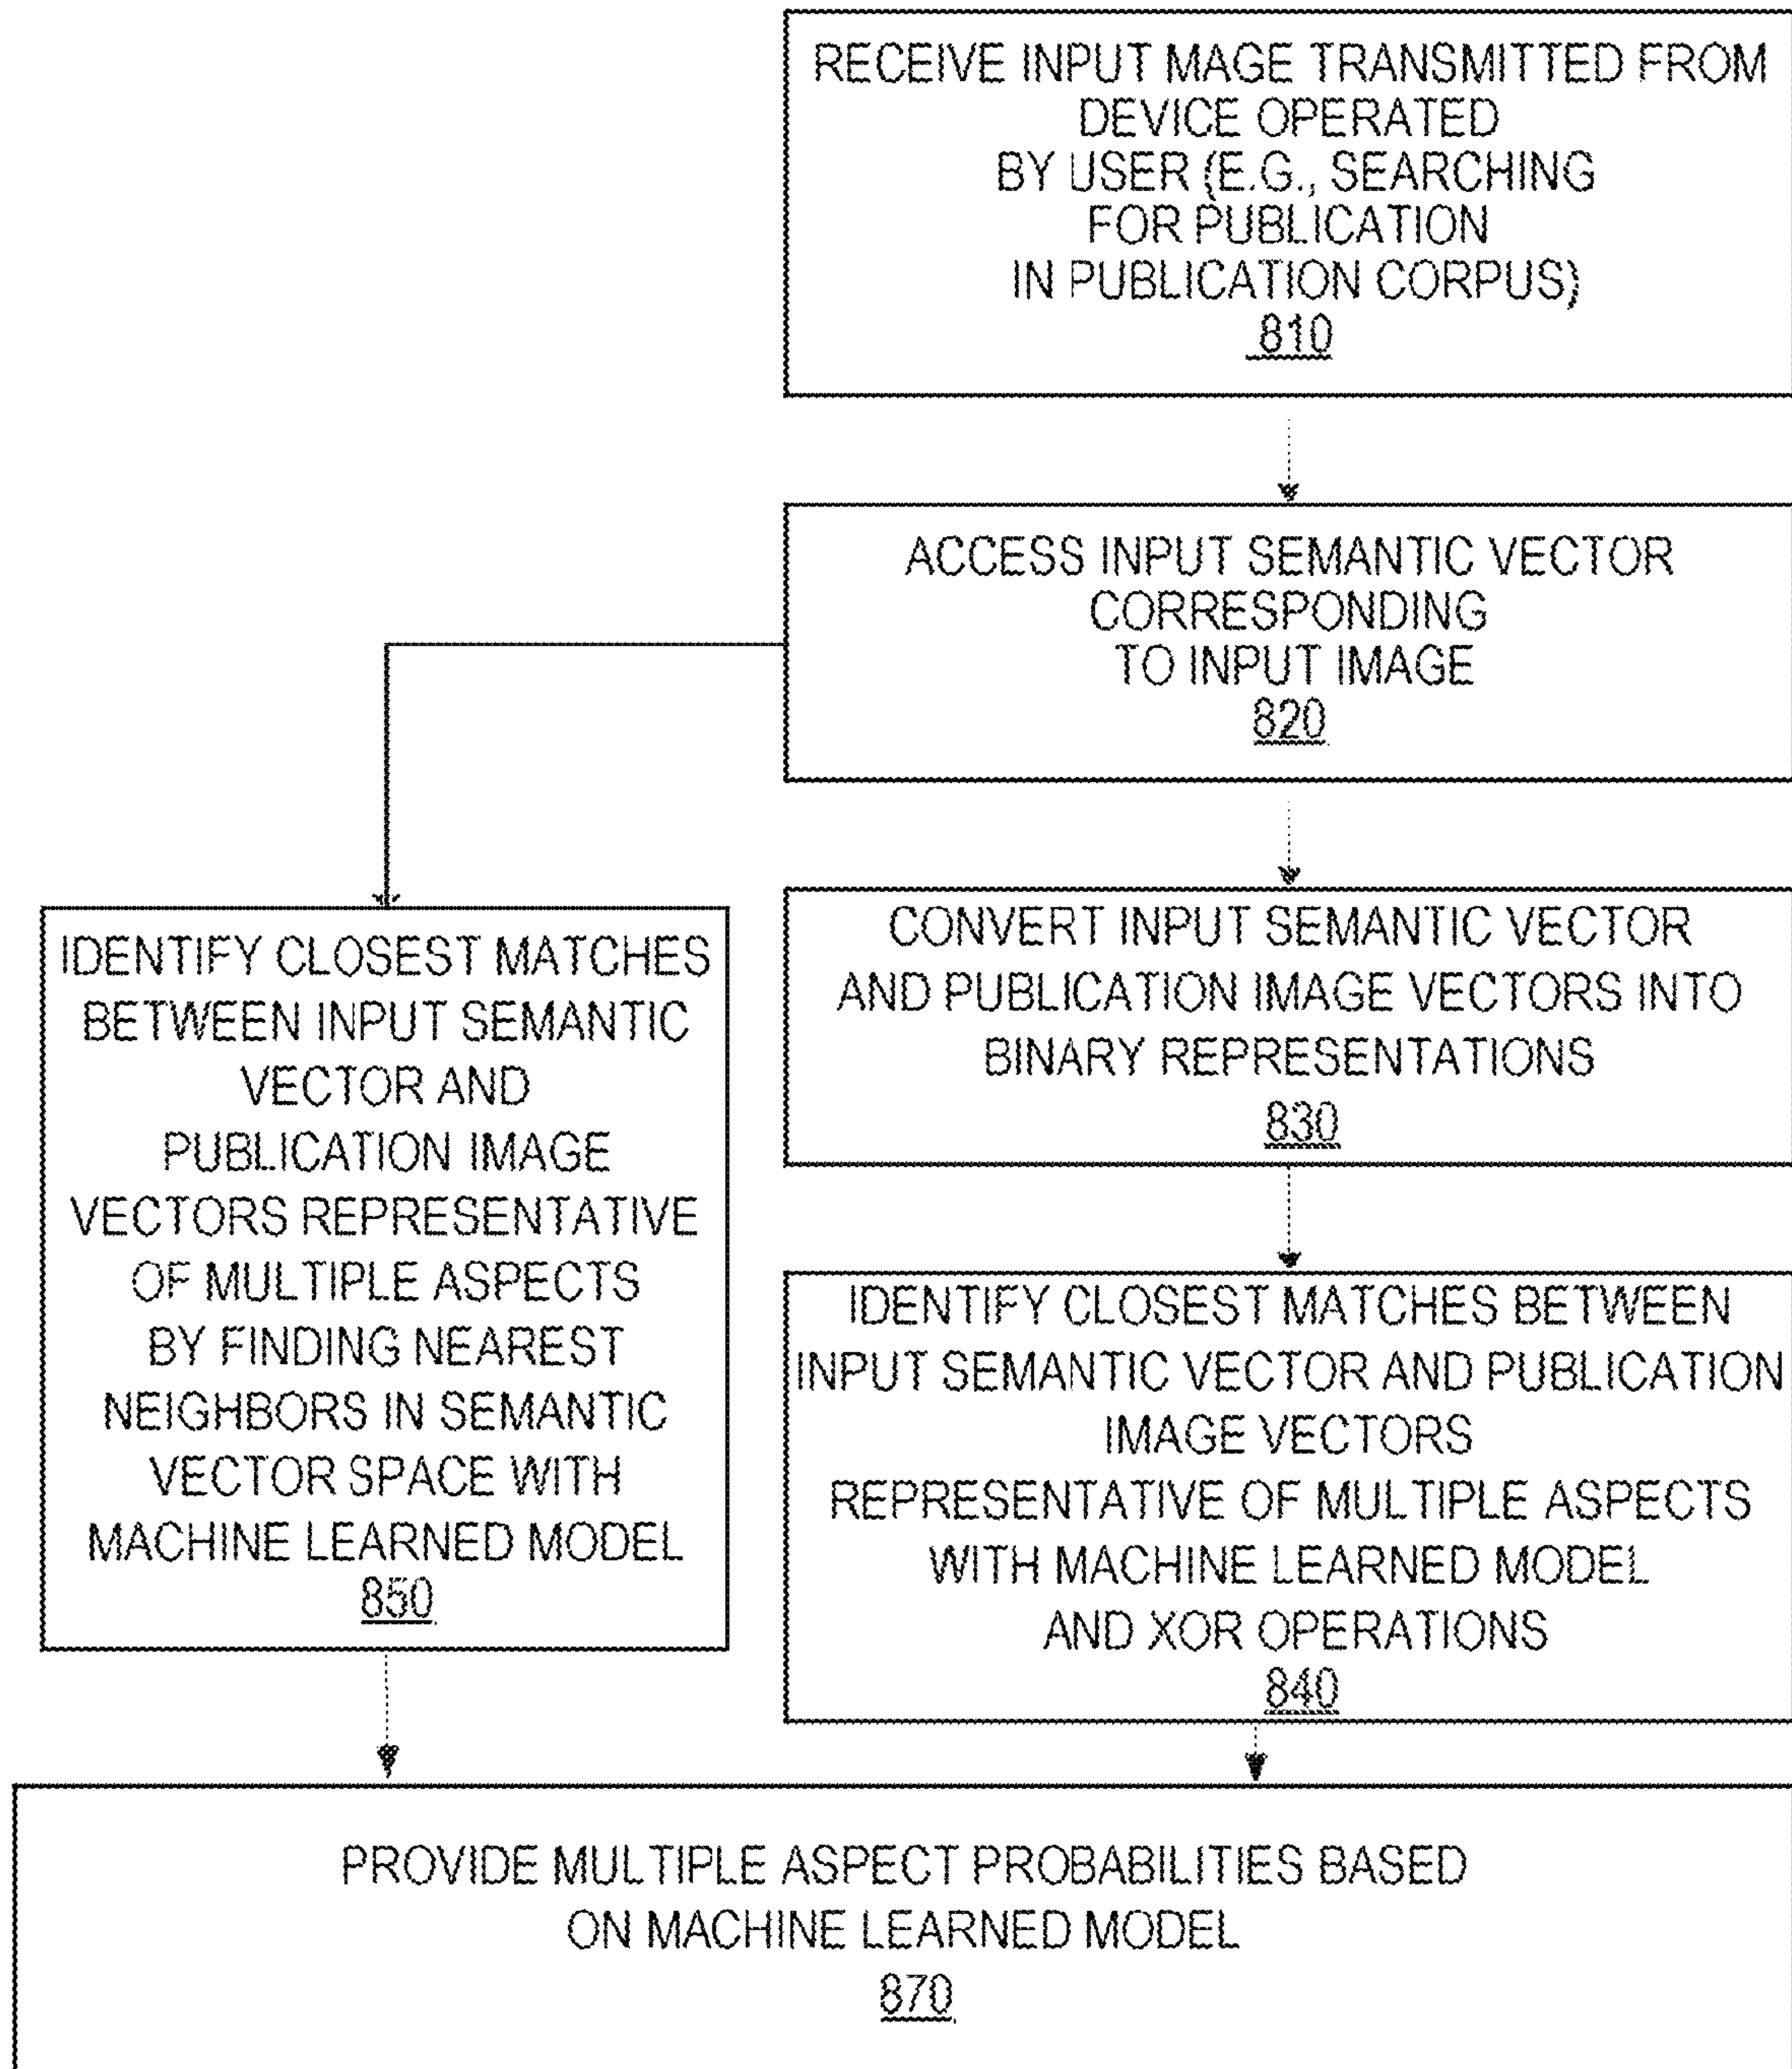 RECEIVE INPUT MAGE TRANSMITTED FROM
DEVICE OPERATED
BY USER (E.G., SEARCHING
FOR PUBLICATION
IN PUBLICATION CORPUS)
810
ACCESS INPUT SEMANTIC VECTOR
CORRESPONDING
TO INPUT IMAGE
820
CONVERT INPUT SEMANTIC VECTOR
AND PUBLICATION IMAGE VECTORS INTO
BINARY REPRESENTATIONS
830
IDENTIFY CLOSEST MATCHES BETWEEN
INPUT SEMANTIC VECTOR AND PUBLICATION
IMAGE VECTORS
REPRESENTATIVE OF MULTIPLE ASPECTS
WITH MACHINE LEARNED MODEL
AND XOR OPERATIONS
840
IDENTIFY CLOSEST MATCHES
BETWEEN INPUT SEMANTIC
VECTOR AND
PUBLICATION IMAGE
VECTORS REPRESENTATIVE
OF MULTIPLE ASPECTS
BY FINDING NEAREST
NEIGHBORS IN SEMANTIC
VECTOR SPACE WITH
MACHINE LEARNED MODEL
850
PROVIDE MULTIPLE ASPECT PROBABILITIES BASED
ON MACHINE LEARNED MODEL
870